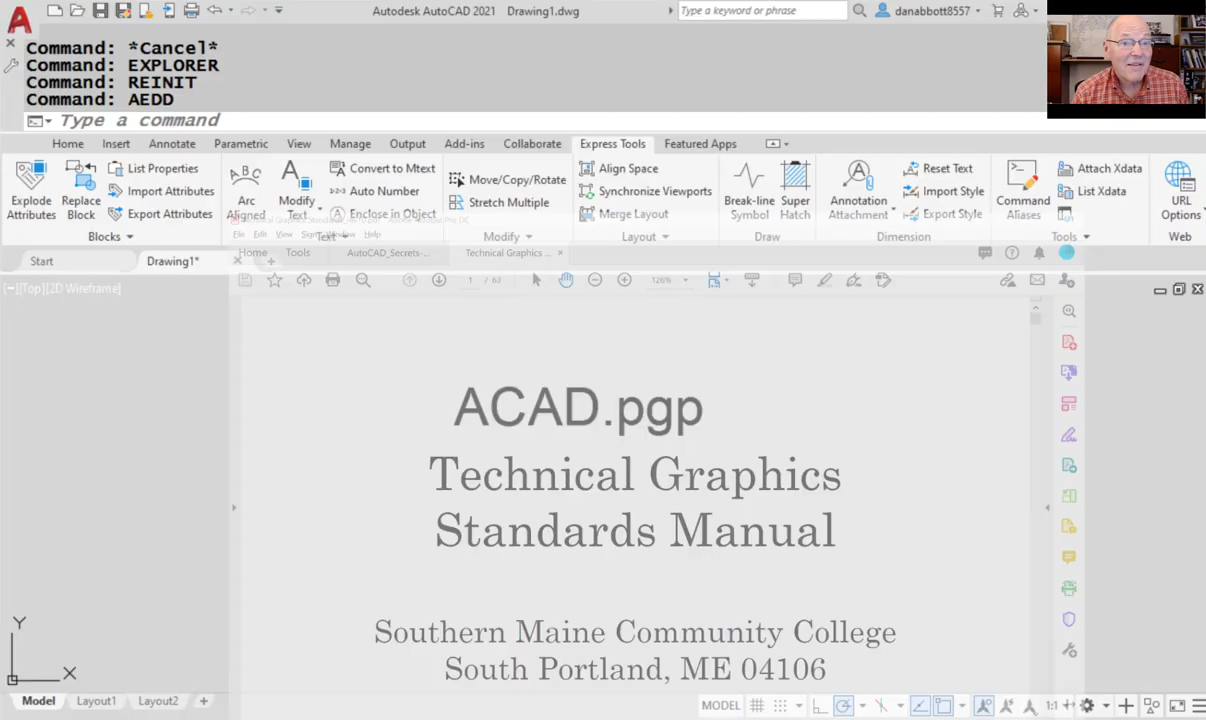 Autodesk AutoCAD 2021 Drawing1.dwg
Type a keyword or phrase
danabbott8557
Command: *Cancel*
Command: EXPLORER
Command: REINIT
Command: AEDD
Type a command
Home Insert Annotate Parametric View Manage Output Add-ins Collaborate Express Tools Featured Apps
Explode Attributes
Replace Block
List Properties
Import Attributes
Export Attributes
Blocks
Arc Aligned
Modify Text
Convert to Mtext
Auto Number
Enclose in Object
Text
Move/Copy/Rotate
Stretch Multiple
Modify
Align Space
Synchronize Viewports
Merge Layout
Layout
Break-line Symbol
Super Hatch
Draw
Annotation Attachment
Reset Text
Import Style
Export Style
Dimension
Command Aliases
Attach Xdata
List Xdata
Tools
URL Options
Web
File Edit View Sign Window Help
Start Drawing1*
Home Tools AutoCAD_Secrets-... Technical Graphics ...
[−][Top][2D Wireframe]
1 / 63
126%
ACAD.pgp
Technical Graphics
Standards Manual
Southern Maine Community College
South Portland, ME 04106
Y
X
Model Layout1 Layout2
MODEL
1:1